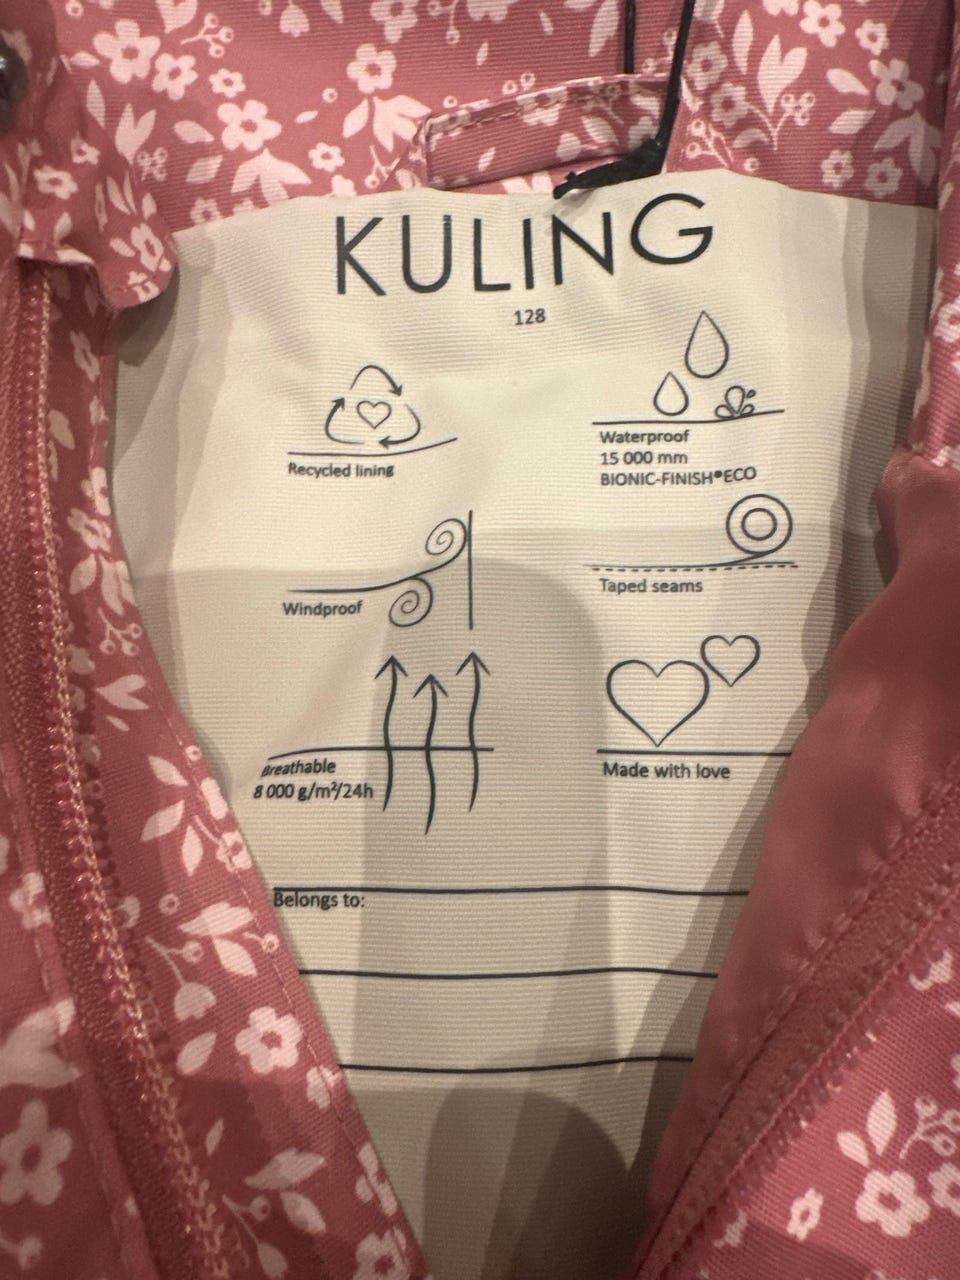 KULING
128
Recycled lining
Waterproof
15 000 mm
BIONIC-FINISH®ECO
Windproof
Taped seams
Breathable
8 000 g/m²/24h
Made with love
Belongs to: